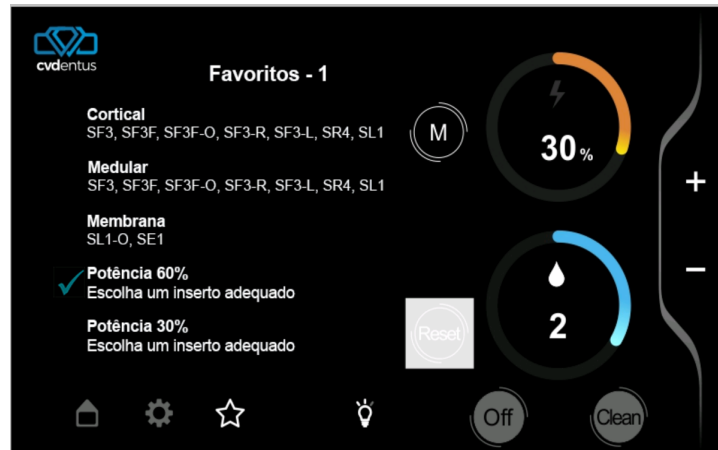 cvdentus
Favoritos - 1
Cortical
SF3, SF3F, SF3F-O, SF3-R, SF3-L, SR4, SL1
Medular
SF3, SF3F, SF3F-O, SF3-R, SF3-L, SR4, SL1
Membrana
SL1-O, SE1
Potência 60%
Escolha um inserto adequado
Potência 30%
Escolha um inserto adequado
M
30%
+
−
2
Reset
Off
Clean